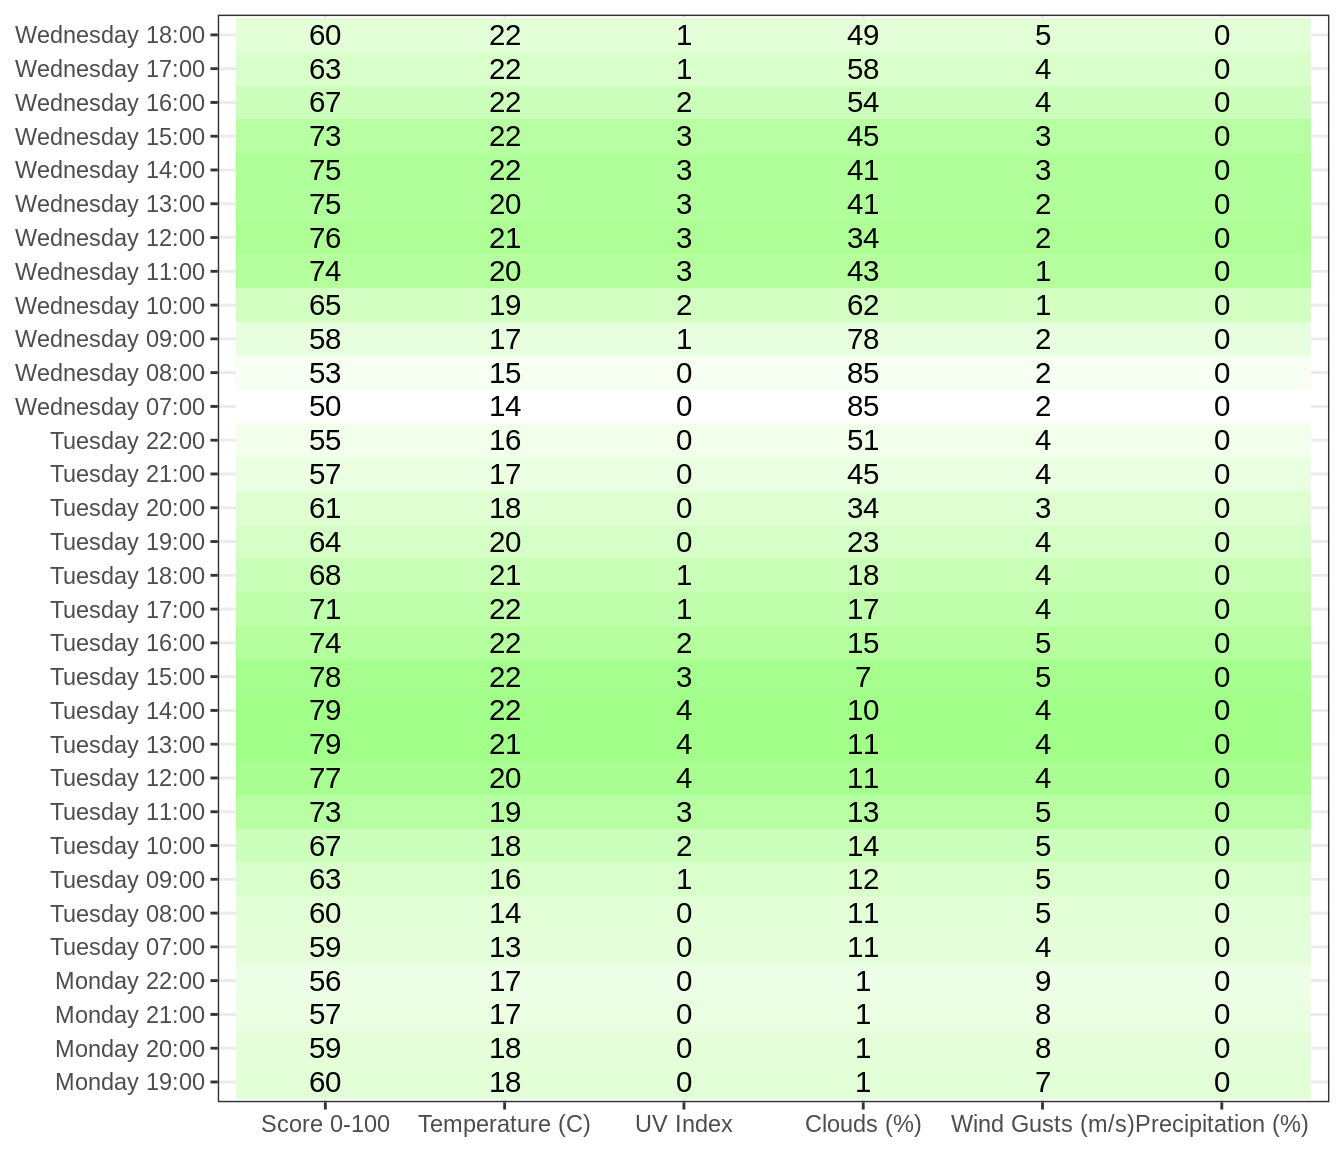 Wednesday 18:00 60 22 1 49 5 0
Wednesday 17:00 63 22 1 58 4 0
Wednesday 16:00 67 22 2 54 4 0
Wednesday 15:00 73 22 3 45 3 0
Wednesday 14:00 75 22 3 41 3 0
Wednesday 13:00 75 20 3 41 2 0
Wednesday 12:00 76 21 3 34 2 0
Wednesday 11:00 74 20 3 43 1 0
Wednesday 10:00 65 19 2 62 1 0
Wednesday 09:00 58 17 1 78 2 0
Wednesday 08:00 53 15 0 85 2 0
Wednesday 07:00 50 14 0 85 2 0
Tuesday 22:00 55 16 0 51 4 0
Tuesday 21:00 57 17 0 45 4 0
Tuesday 20:00 61 18 0 34 3 0
Tuesday 19:00 64 20 0 23 4 0
Tuesday 18:00 68 21 1 18 4 0
Tuesday 17:00 71 22 1 17 4 0
Tuesday 16:00 74 22 2 15 5 0
Tuesday 15:00 78 22 3 7 5 0
Tuesday 14:00 79 22 4 10 4 0
Tuesday 13:00 79 21 4 11 4 0
Tuesday 12:00 77 20 4 11 4 0
Tuesday 11:00 73 19 3 13 5 0
Tuesday 10:00 67 18 2 14 5 0
Tuesday 09:00 63 16 1 12 5 0
Tuesday 08:00 60 14 0 11 5 0
Tuesday 07:00 59 13 0 11 4 0
Monday 22:00 56 17 0 1 9 0
Monday 21:00 57 17 0 1 8 0
Monday 20:00 59 18 0 1 8 0
Monday 19:00 60 18 0 1 7 0
Score 0-100 Temperature (C) UV Index Clouds (%) Wind Gusts (m/s) Precipitation (%)